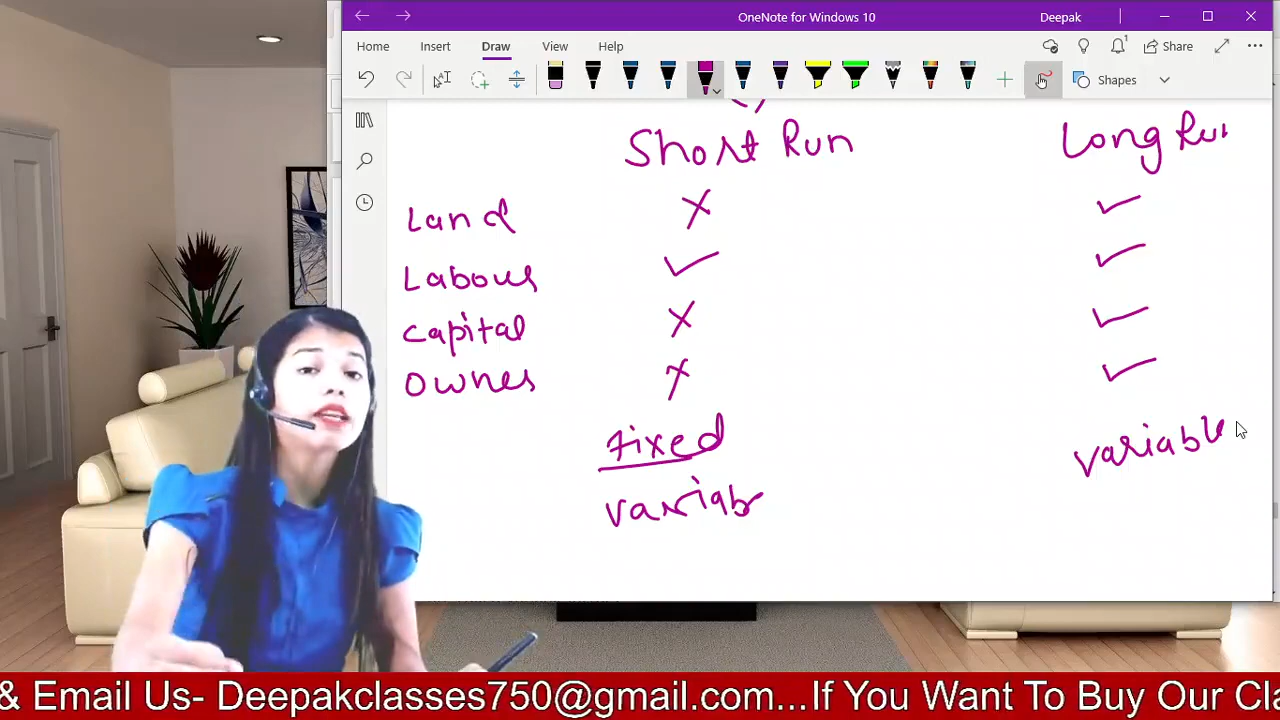 OneNote for Windows 10
Deepak
Home Insert Draw View Help
Share
Shapes
Short Run Long Run
Land
Labour
Capital
Owner
Fixed
variable
variab
& Email Us- Deepakclasses750@gmail.com...If You Want To Buy Our Cla